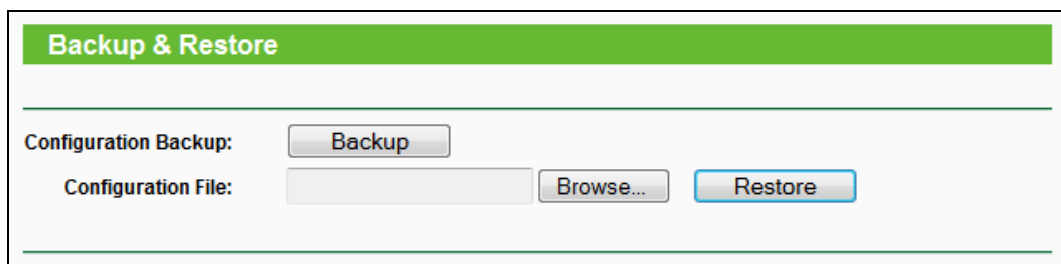 Backup & Restore
Configuration Backup: Backup
Configuration File: Browse... Restore